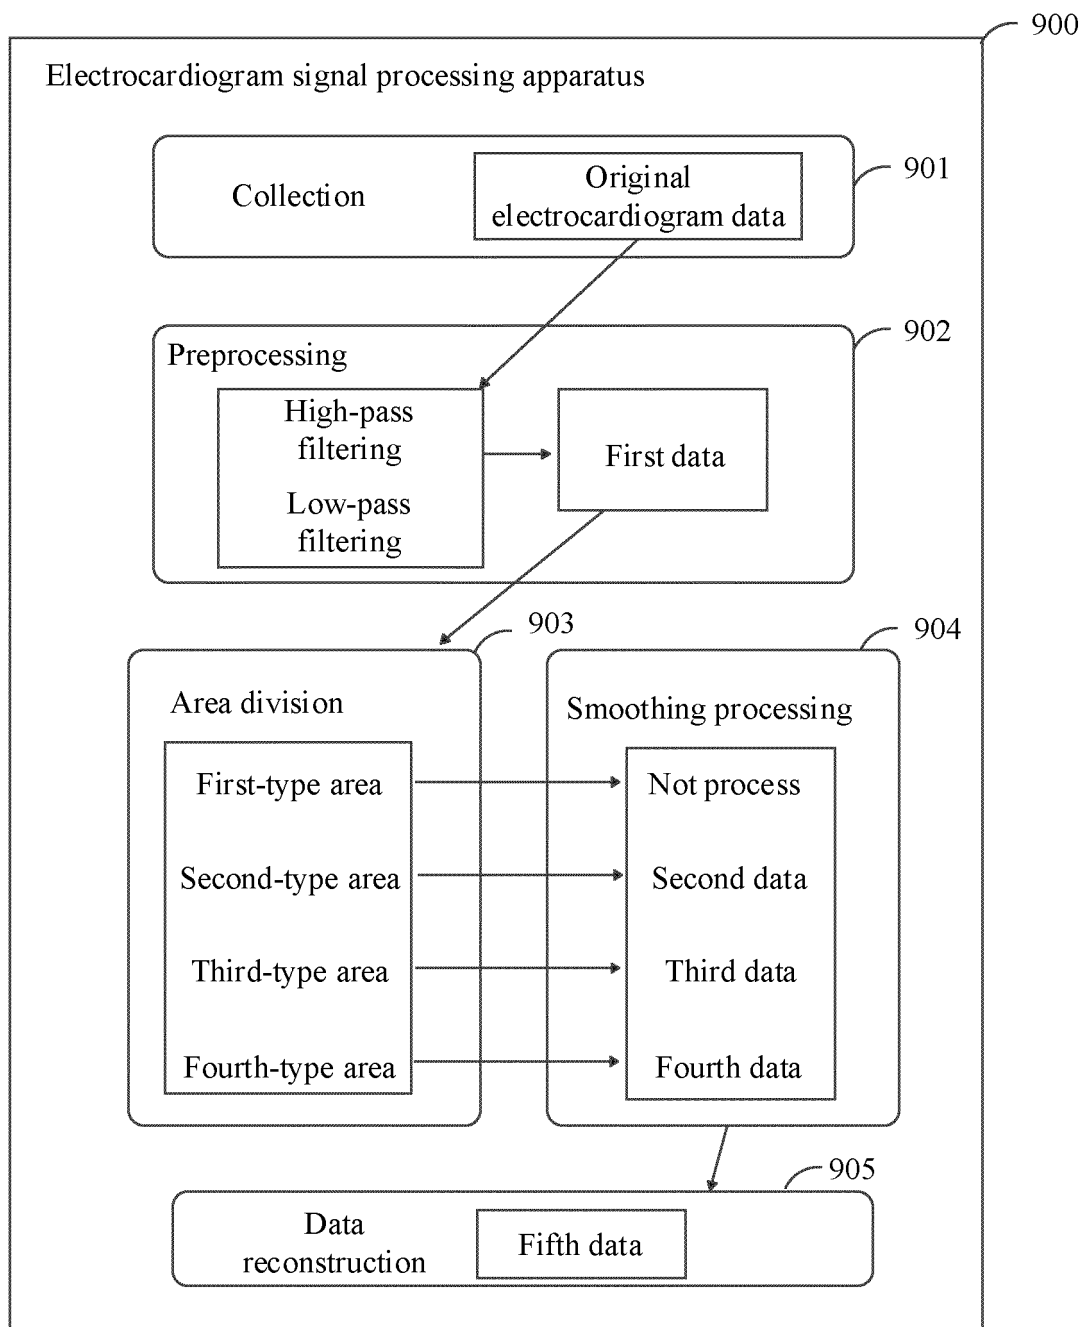 900
Electrocardiogram signal processing apparatus
901
Collection
Original
electrocardiogram data
902
Preprocessing
High-pass
filtering
Low-pass
filtering
First data
903
904
Area division
Smoothing processing
First-type area
Not process
Second-type area
Second data
Third-type area
Third data
Fourth-type area
Fourth data
905
Data
reconstruction
Fifth data